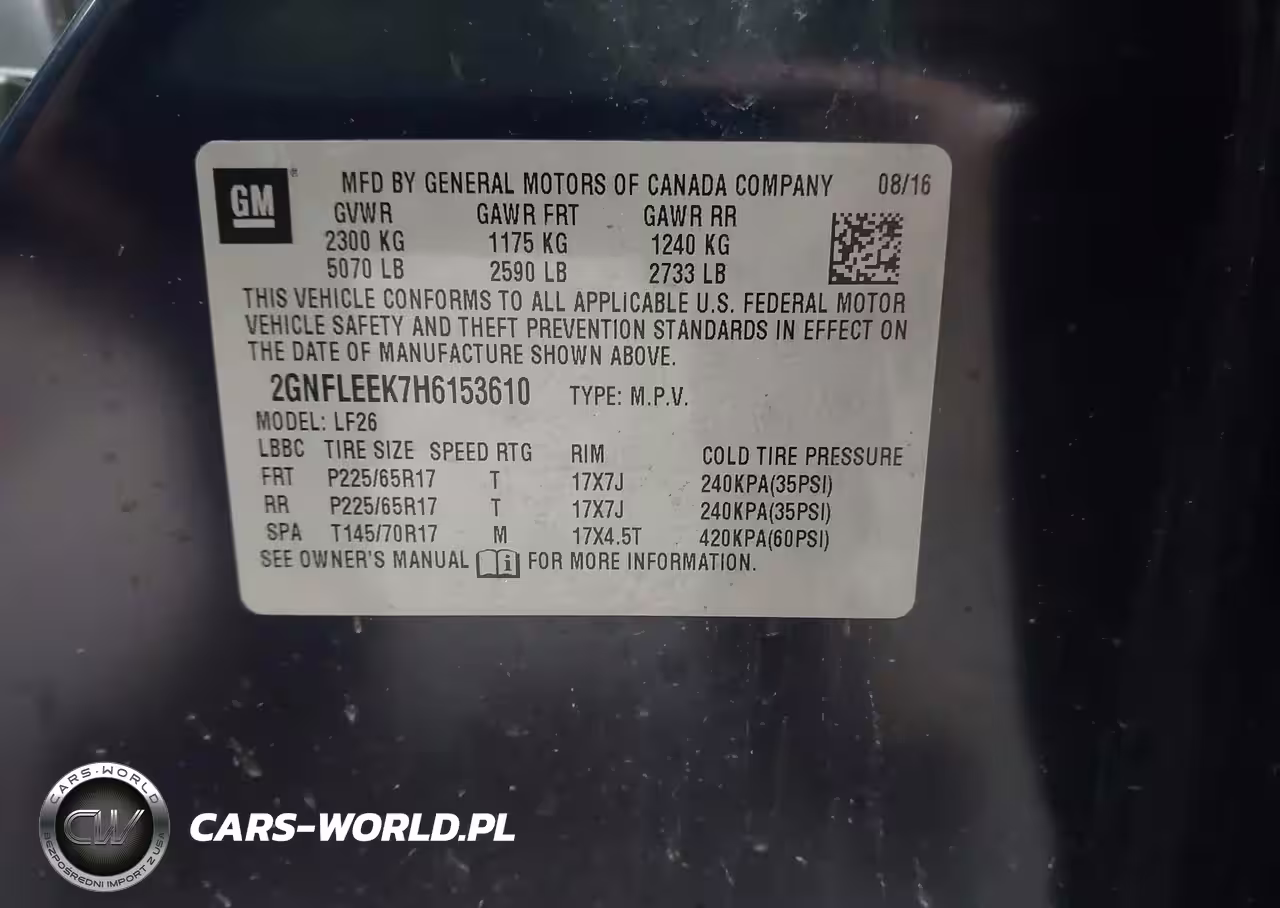 GM ®
MFD BY GENERAL MOTORS OF CANADA COMPANY 08/16
GVWR GAWR FRT GAWR RR
2300 KG 1175 KG 1240 KG
5070 LB 2590 LB 2733 LB
THIS VEHICLE CONFORMS TO ALL APPLICABLE U.S. FEDERAL MOTOR
VEHICLE SAFETY AND THEFT PREVENTION STANDARDS IN EFFECT ON
THE DATE OF MANUFACTURE SHOWN ABOVE.
2GNFLEEK7H6153610 TYPE: M.P.V.
MODEL: LF26
LBBC TIRE SIZE SPEED RTG RIM COLD TIRE PRESSURE
FRT P225/65R17 T 17X7J 240KPA(35PSI)
RR P225/65R17 T 17X7J 240KPA(35PSI)
SPA T145/70R17 M 17X4.5T 420KPA(60PSI)
SEE OWNER'S MANUAL i FOR MORE INFORMATION.
CARS-WORLD
CW
BEZPOŚREDNI IMPORT Z USA
CARS-WORLD.PL